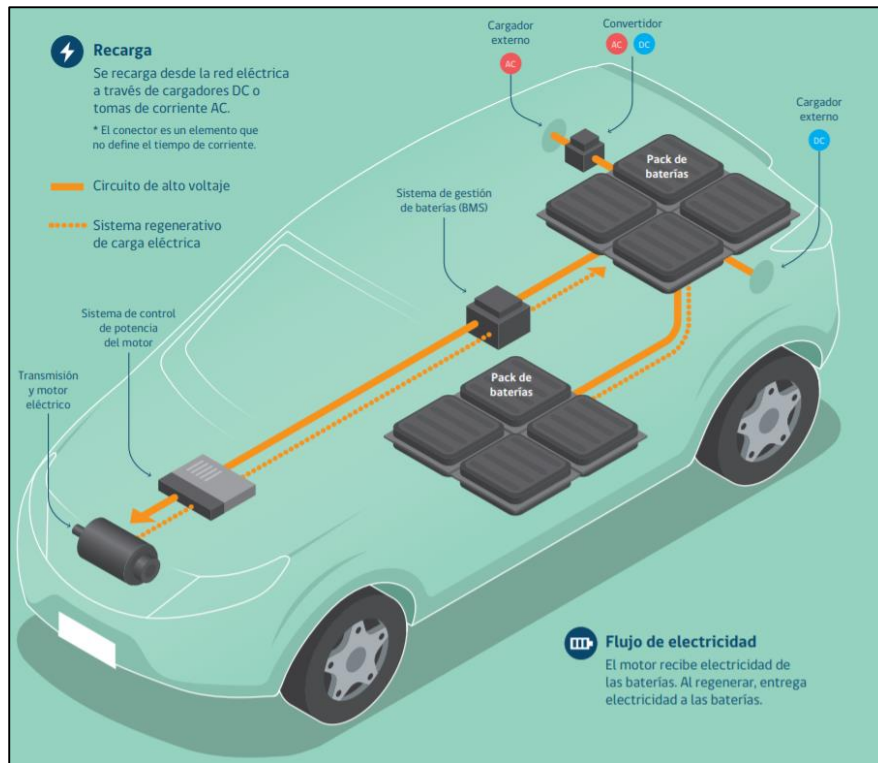 Recarga
Se recarga desde la red eléctrica
a través de cargadores DC o
tomas de corriente AC.
* El conector es un elemento que
no define el tiempo de corriente.
Circuito de alto voltaje
Sistema regenerativo
de carga eléctrica
Cargador
externo
AC
Convertidor
AC DC
Cargador
externo
DC
Pack de
baterías
Sistema de gestión
de baterías (BMS)
Sistema de control
de potencia
del motor
Transmisión
y motor
eléctrico
Pack de
baterías
Flujo de electricidad
El motor recibe electricidad de
las baterías. Al regenerar, entrega
electricidad a las baterías.